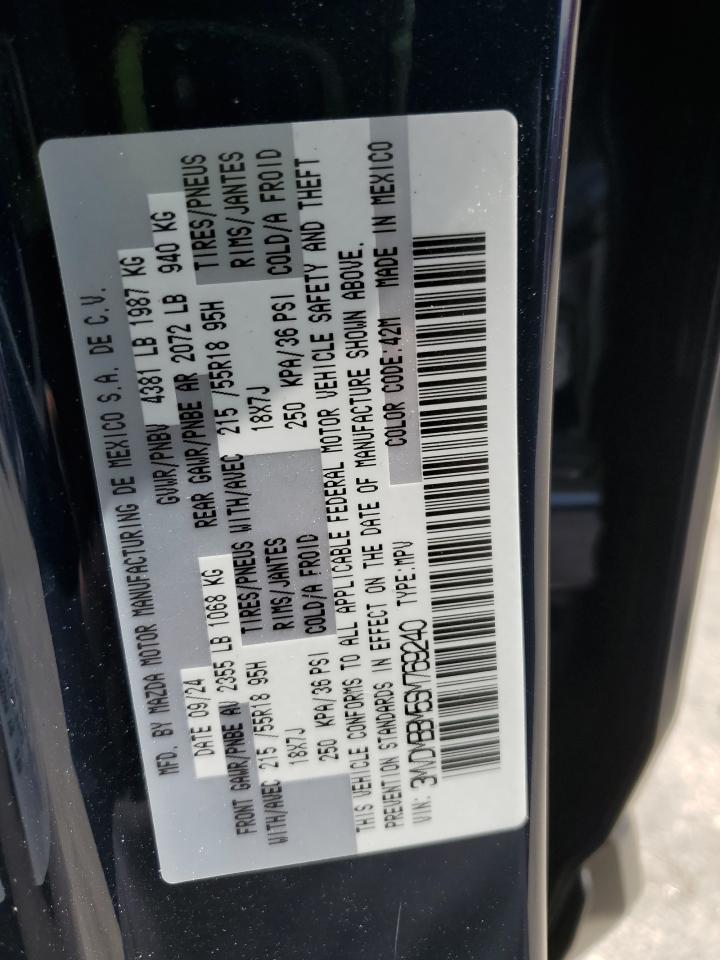 MFD. BY MAZDA MOTOR MANUFACTURING DE MEXICO S.A. DE C.V.
DATE 09/24 GVWR/PNBV 4381 LB 1987 KG
FRONT GAWR/PNBE AV 2355 LB 1068 KG REAR GAWR/PNBE AR 2072 LB 940 KG
WITH/AVEC 215 /55R18 95H TIRES/PNEUS WITH/AVEC 215 /55R18 95H TIRES/PNEUS
18X7J RIMS/JANTES 18X7J RIMS/JANTES
250 KPA/36 PSI COLD/A FROID 250 KPA/36 PSI COLD/A FROID
THIS VEHICLE CONFORMS TO ALL APPLICABLE FEDERAL MOTOR VEHICLE SAFETY AND THEFT
PREVENTION STANDARDS IN EFFECT ON THE DATE OF MANUFACTURE SHOWN ABOVE.
VIN: 3MVDMBBM5SM769240 TYPE:MPV COLOR CODE:42M MADE IN MEXICO